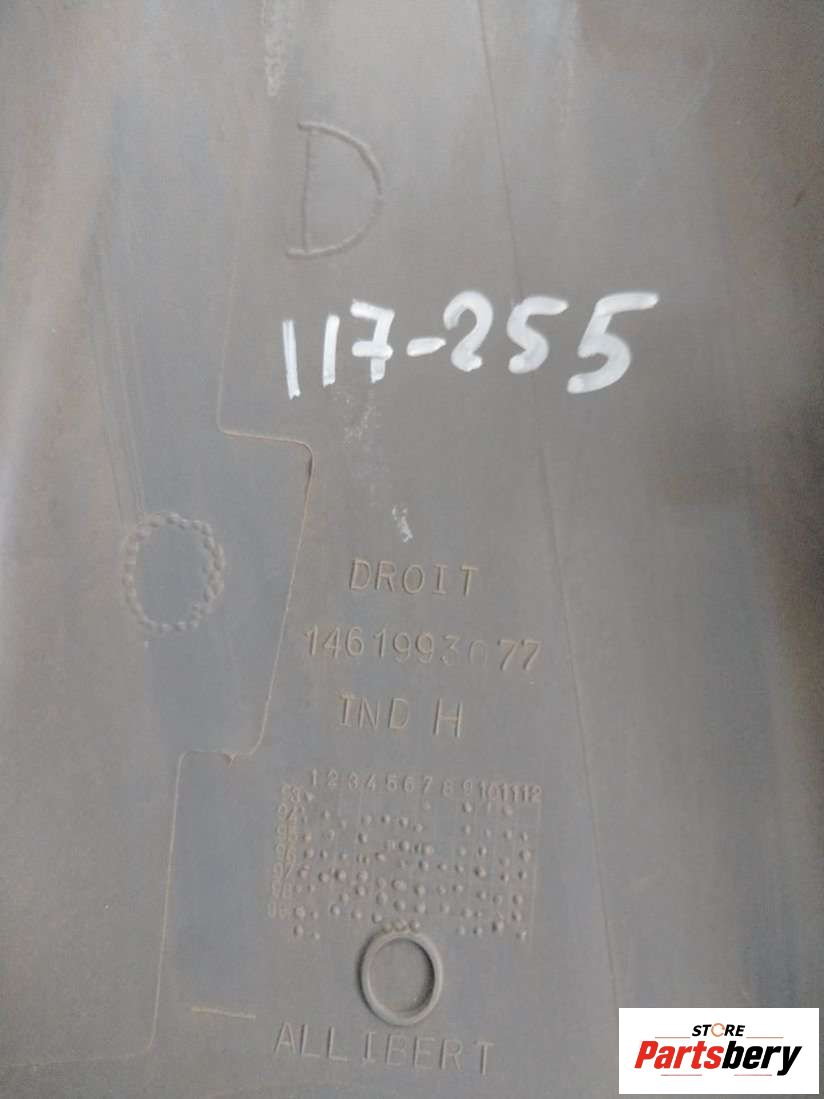 D
117-255
DROIT
1461993077
IND H
1 2 3 4 5 6 7 8 9 10 11 12
93
ALLIBERT
STORE
Partsbery